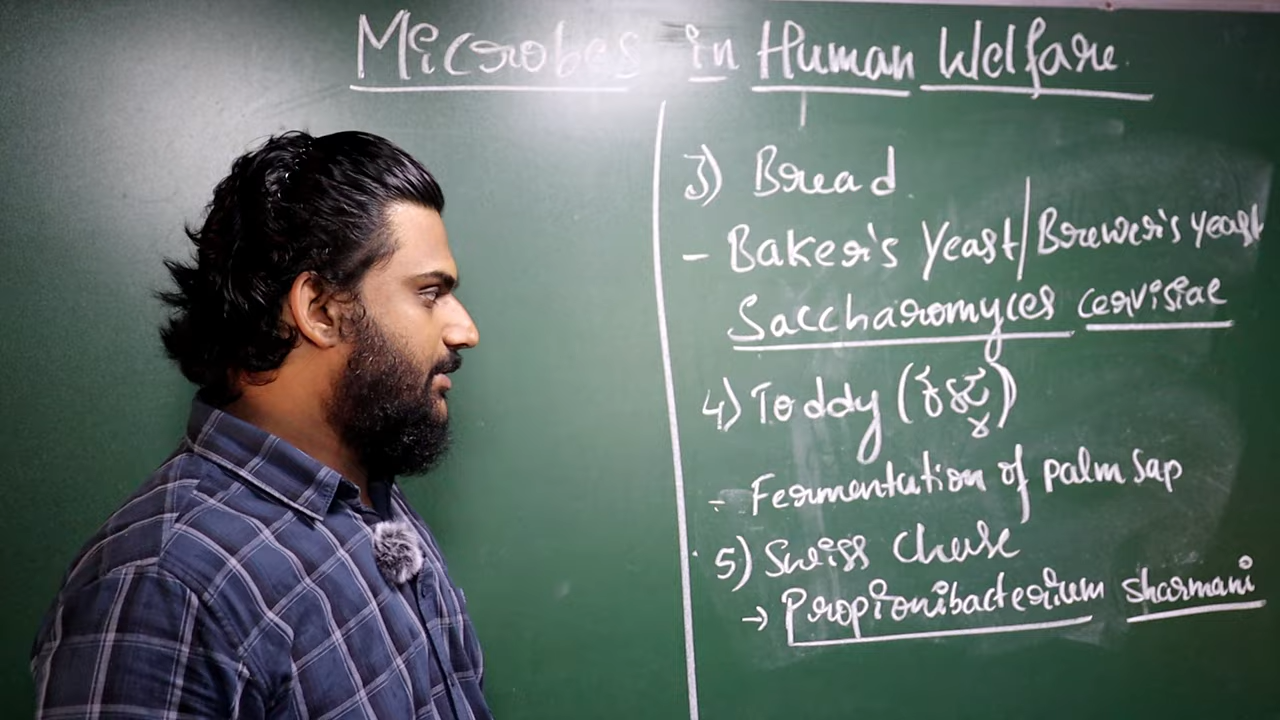 Microbes in Human Welfare
3) Bread
- Baker's Yeast/Brewer's yeast
Saccharomyces cervisiae
4) Toddy
- Fermentation of palm sap
5) Swiss Cheese
→ Propionibacterium sharmani